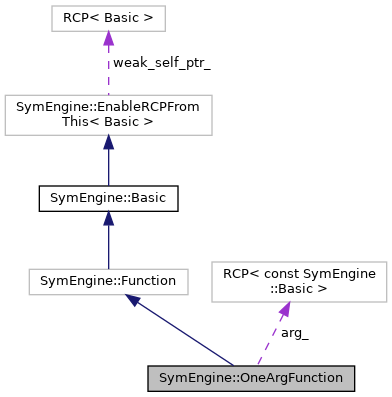 RCP< Basic >
weak_self_ptr_
SymEngine::EnableRCPFrom
This< Basic >
SymEngine::Basic
SymEngine::Function
RCP< const SymEngine
::Basic >
arg_
SymEngine::OneArgFunction